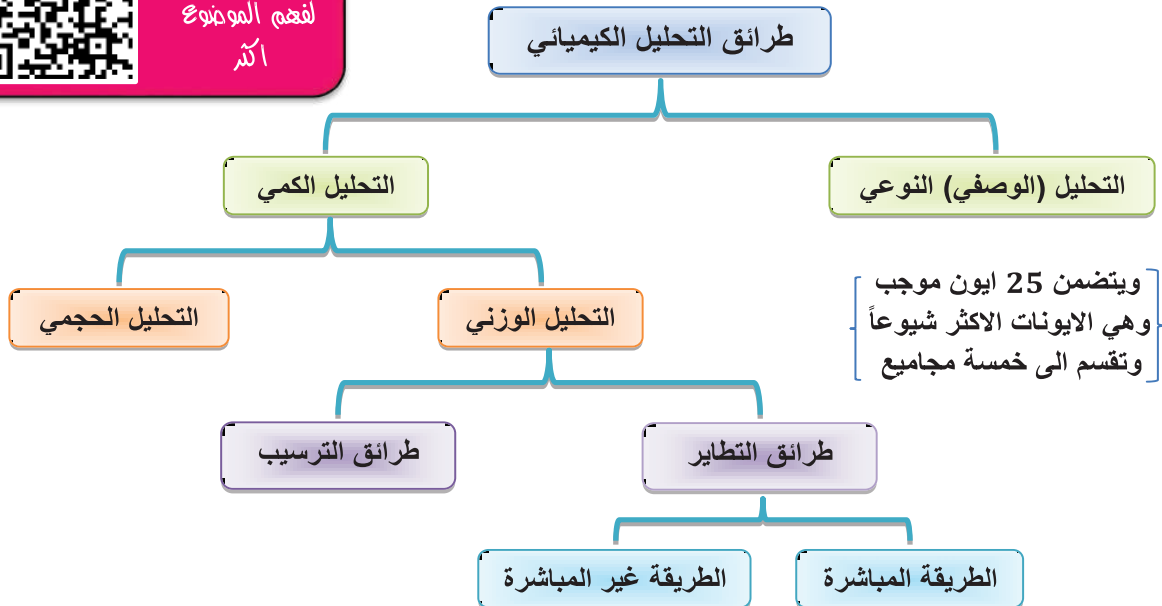 لفهم الموضوع
اكثر
طرائق التحليل الكيميائي
التحليل (الوصفي) النوعي
التحليل الكمي
ويتضمن 25 ايون موجب
وهي الايونات الاكثر شيوعاً
وتقسم الى خمسة مجاميع
التحليل الوزني
التحليل الحجمي
طرائق التطاير
طرائق الترسيب
الطريقة المباشرة
الطريقة غير المباشرة